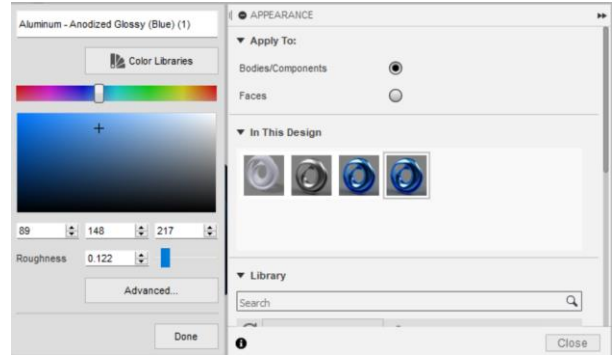 Aluminum - Anodized Glossy (Blue) (1)
Color Libraries
89 148 217
Roughness 0.122
Advanced...
Done
APPEARANCE
Apply To:
Bodies/Components
Faces
In This Design
Library
Search
Close